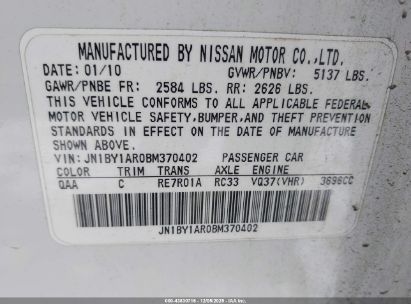 MANUFACTURED BY NISSAN MOTOR CO.,LTD.
DATE: 01/10 GVWR/PNBV: 5137 LBS.
GAWR/PNBE FR: 2584 LBS. RR: 2626 LBS.
THIS VEHICLE CONFORMS TO ALL APPLICABLE FEDERAL
MOTOR VEHICLE SAFETY, BUMPER, AND THEFT PREVENTION
STANDARDS IN EFFECT ON THE DATE OF MANUFACTURE
SHOWN ABOVE.
VIN: JN1BY1AR0BM370402 PASSENGER CAR
COLOR TRIM TRANS AXLE ENGINE
QAA C RE7R01A RC33 VQ37(VHR) 3696CC
JN1BY1AR0BM370402